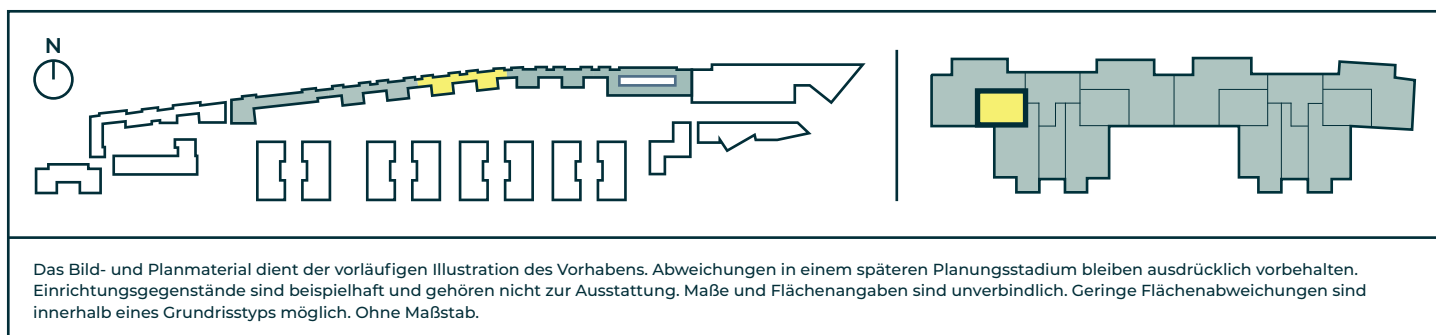 N
Das Bild- und Planmaterial dient der vorläufigen Illustration des Vorhabens. Abweichungen in einem späteren Planungsstadium bleiben ausdrücklich vorbehalten.
Einrichtungsgegenstände sind beispielhaft und gehören nicht zur Ausstattung. Maße und Flächenangaben sind unverbindlich. Geringe Flächenabweichungen sind
innerhalb eines Grundrisstyps möglich. Ohne Maßstab.